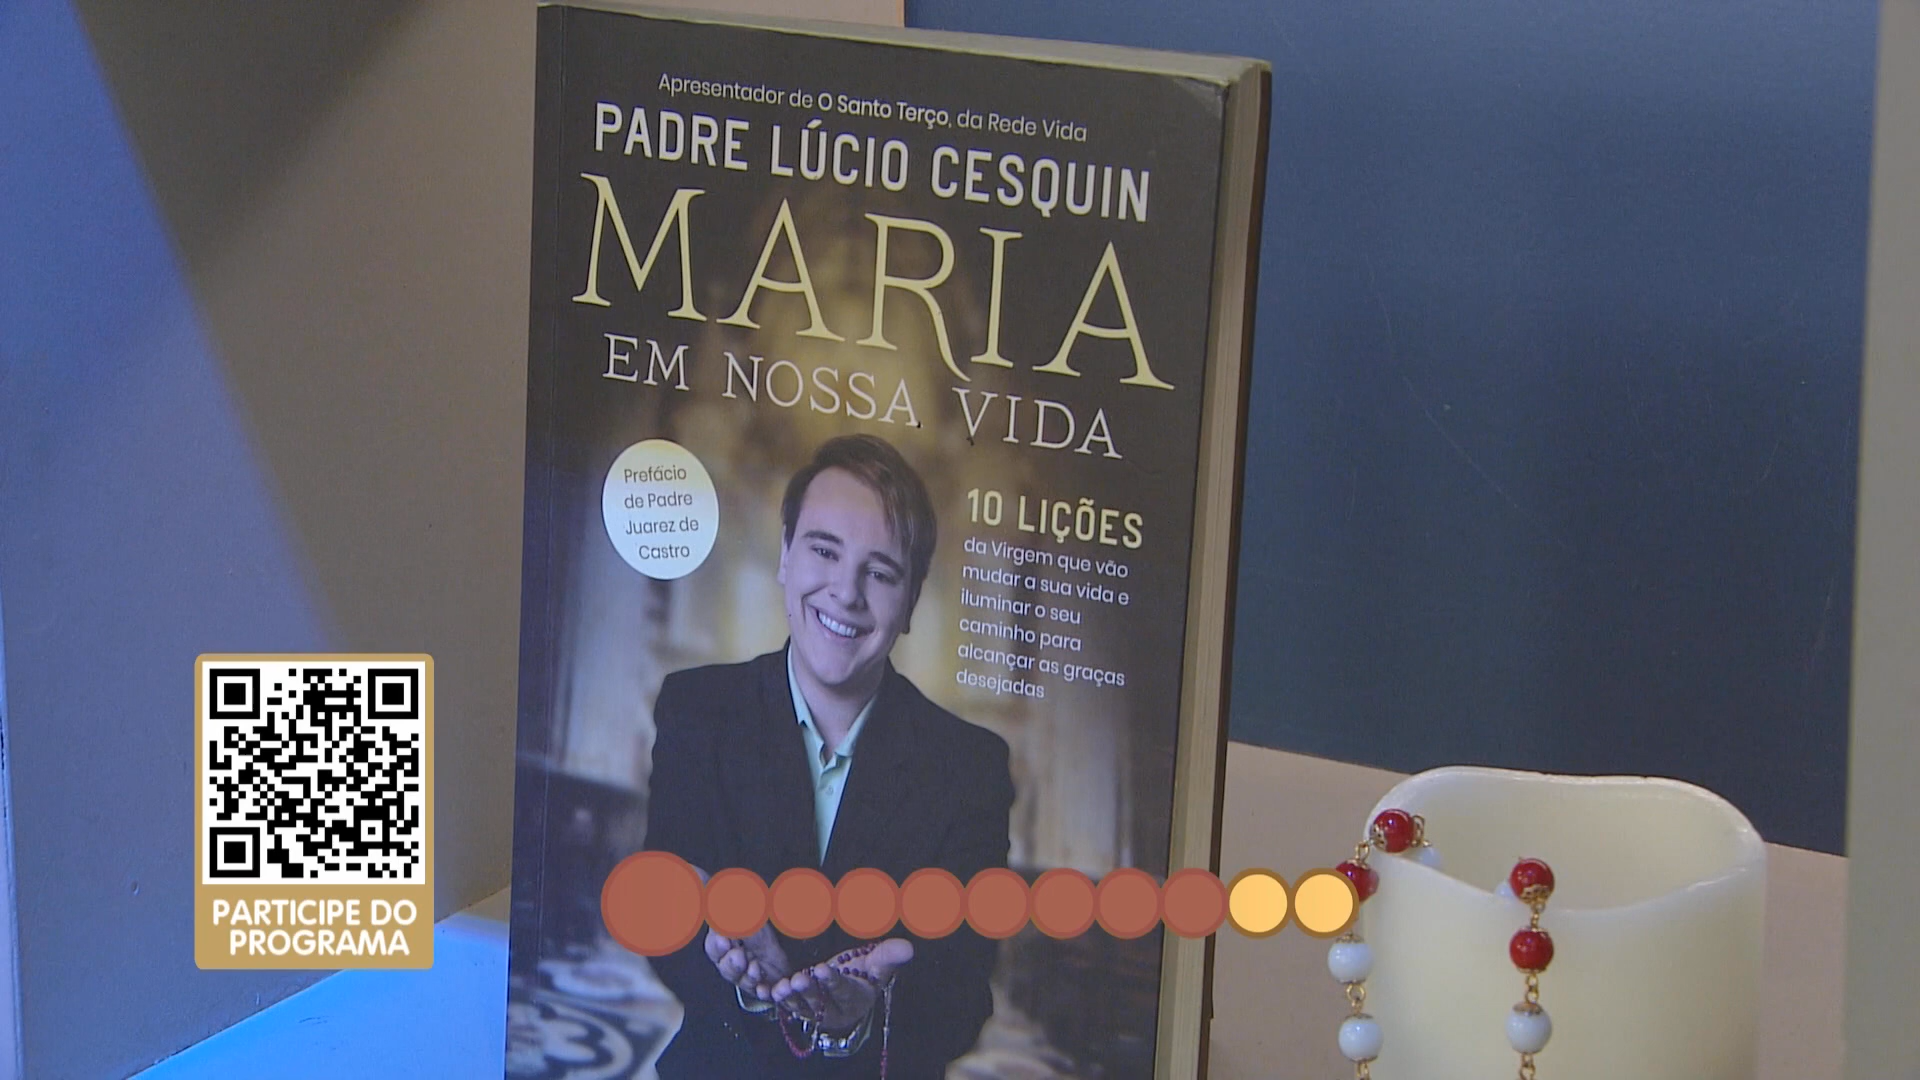 Apresentador de O Santo Terço, da Rede Vida
PADRE LÚCIO CESQUIN
MARIA
EM NOSSA VIDA
Prefácio
de Padre
Juarez de
Castro
10 LIÇÕES
da Virgem que vão
mudar a sua vida e
iluminar o seu
caminho para
alcançar as graças
desejadas
PARTICIPE DO
PROGRAMA